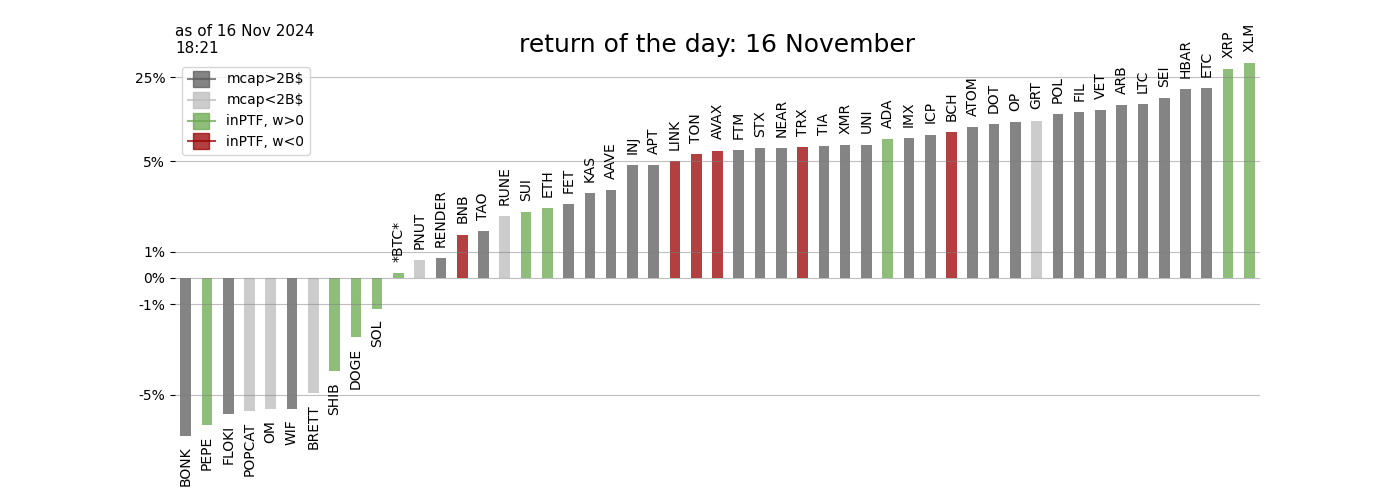 as of 16 Nov 2024
18:21
return of the day: 16 November
mcap>2B$
mcap<2B$
inPTF, w>0
inPTF, w<0
25%
5%
1%
0%
-1%
-5%
BONK
PEPE
FLOKI
POPCAT
OM
WIF
BRETT
SHIB
DOGE
SOL
*BTC*
PNUT
RENDER
BNB
TAO
RUNE
SUI
ETH
FET
KAS
AAVE
INJ
APT
LINK
TON
AVAX
FTM
STX
NEAR
TRX
TIA
XMR
UNI
ADA
IMX
ICP
BCH
ATOM
DOT
OP
GRT
POL
FIL
VET
ARB
LTC
SEI
HBAR
ETC
XRP
XLM